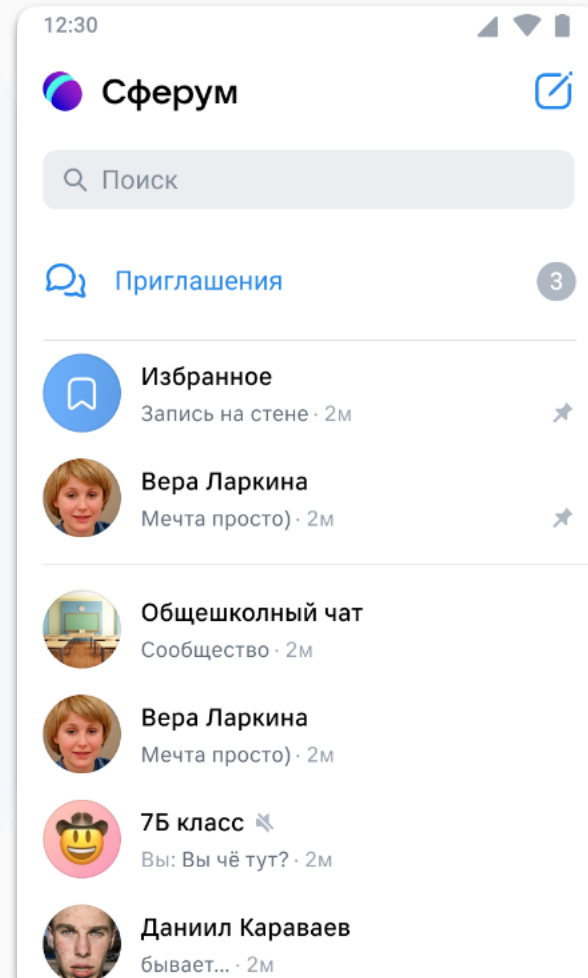 12:30
Сферум
Поиск
Приглашения
3
Избранное
Запись на стене · 2м
Вера Ларкина
Мечта просто) · 2м
Общешколный чат
Сообщество · 2м
Вера Ларкина
Мечта просто) · 2м
7Б класс
Вы: Вы чё тут? · 2м
Даниил Караваев
бывает... · 2м